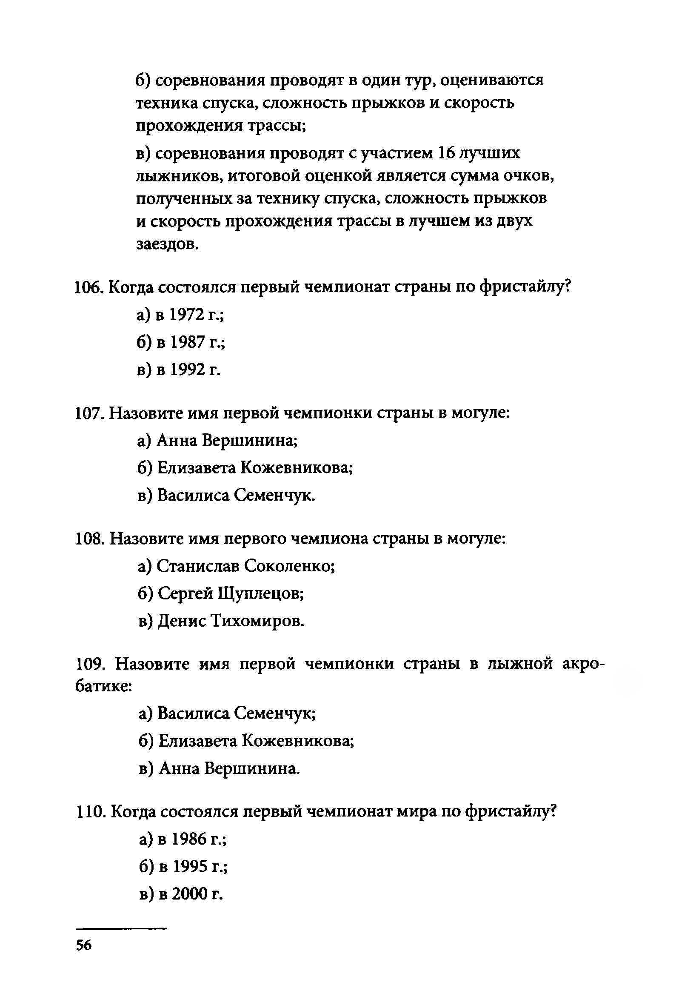 б) соревнования проводят в один тур, оцениваются
техника спуска, сложность прыжков и скорость
прохождения трассы;
в) соревнования проводят с участием 16 лучших
лыжников, итоговой оценкой является сумма очков,
полученных за технику спуска, сложность прыжков
и скорость прохождения трассы в лучшем из двух
заездов.
106. Когда состоялся первый чемпионат страны по фристайлу?
а) в 1972 г.;
б) в 1987 г.;
в) в 1992 г.
107. Назовите имя первой чемпионки страны в могуле:
а) Анна Вершинина;
б) Елизавета Кожевникова;
в) Василиса Семенчук.
108. Назовите имя первого чемпиона страны в могуле:
а) Станислав Соколенко;
б) Сергей Щуплецов;
в) Денис Тихомиров.
109. Назовите имя первой чемпионки страны в лыжной акро-
батике:
а) Василиса Семенчук;
б) Елизавета Кожевникова;
в) Анна Вершинина.
110. Когда состоялся первый чемпионат мира по фристайлу?
а) в 1986 г.;
б) в 1995 г.;
в) в 2000 г.
56